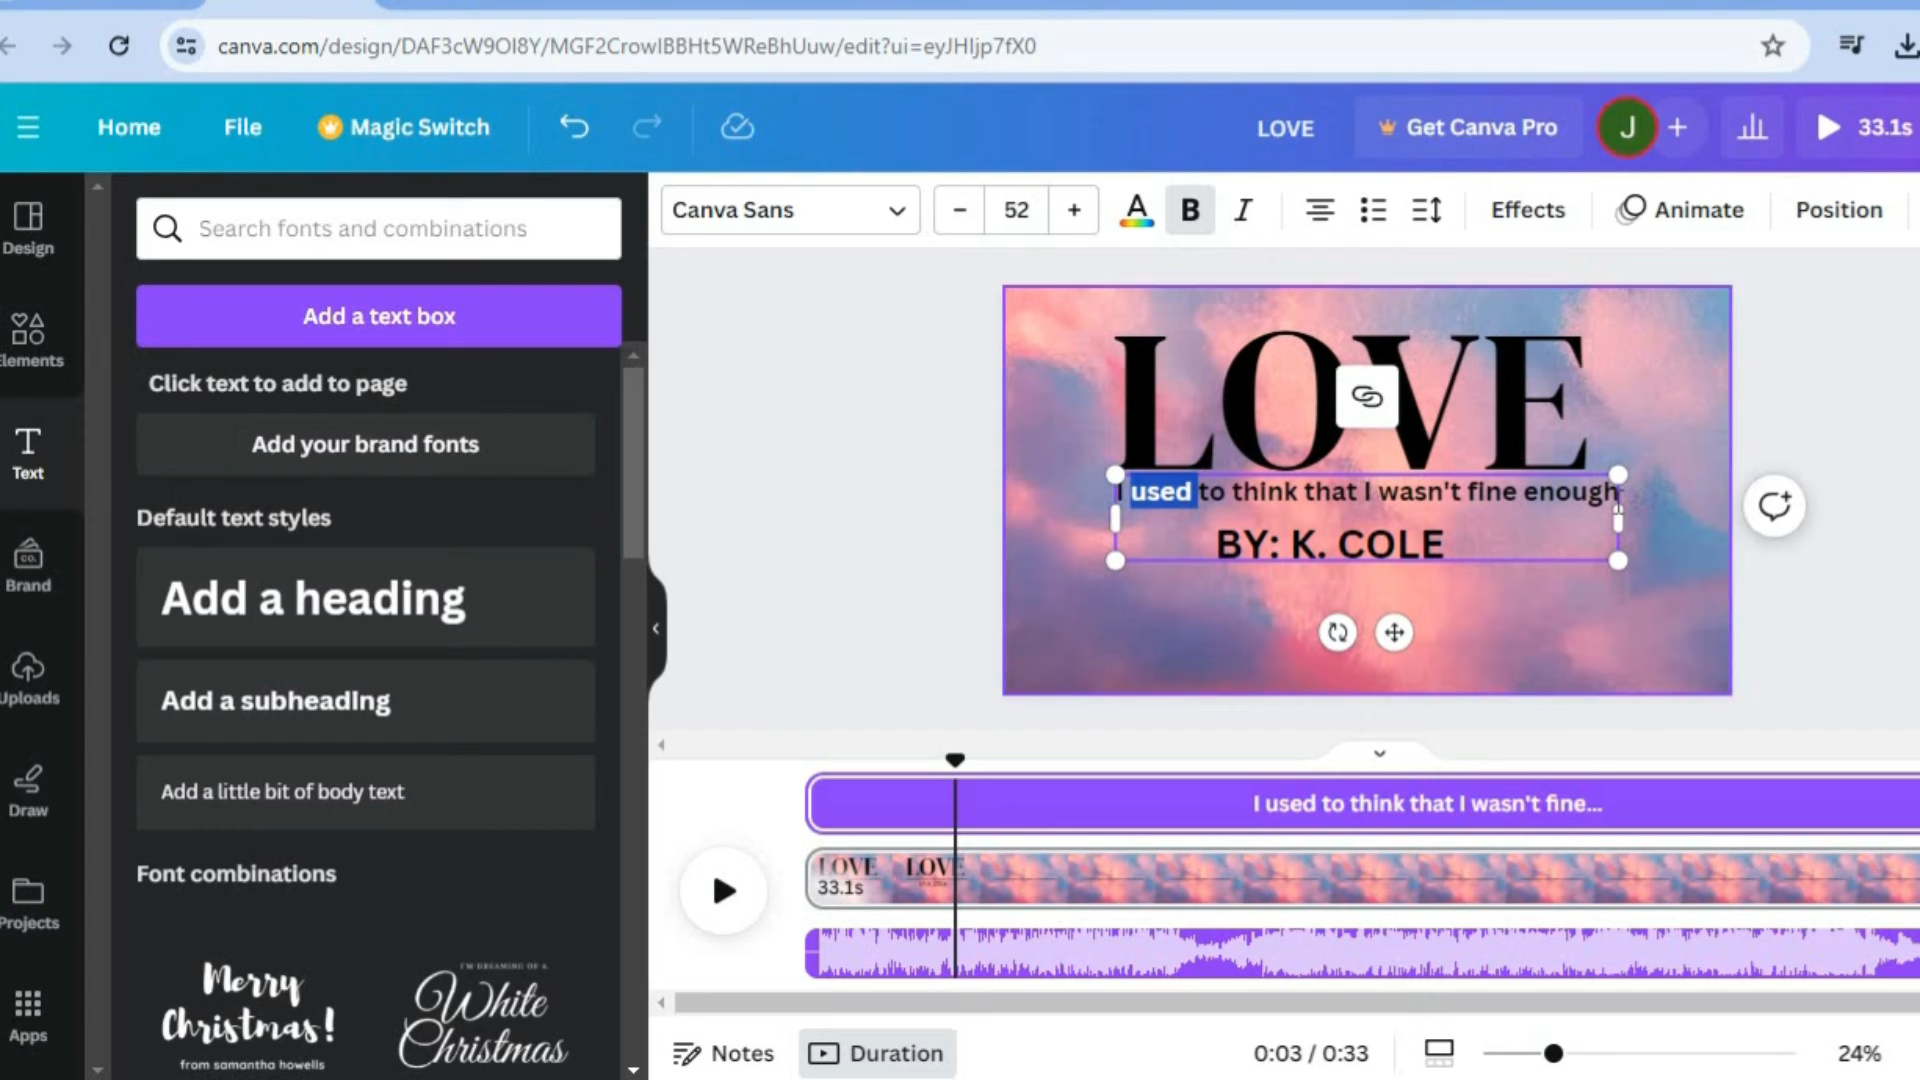 canva.com/design/DAF3cW9OI8Y/MGF2CrowIBBHt5WReBhUuw/edit?ui=eyJHIjp7fX0
Home
File
Magic Switch
LOVE
Get Canva Pro
J
33.1s
Design
Elements
Text
Brand
Uploads
Draw
Projects
Apps
Search fonts and combinations
Add a text box
Click text to add to page
Add your brand fonts
Default text styles
Add a heading
Add a subheading
Add a little bit of body text
Font combinations
Merry
Christmas!
from samantha howells
I'M DREAMING OF A
White
Christmas
Canva Sans
52
A
B
I
Effects
Animate
Position
LOVE
I used to think that I wasn't fine enough
BY: K. COLE
I used to think that I wasn't fine...
LOVE
LOVE
33.1s
Notes
Duration
0:03 / 0:33
24%